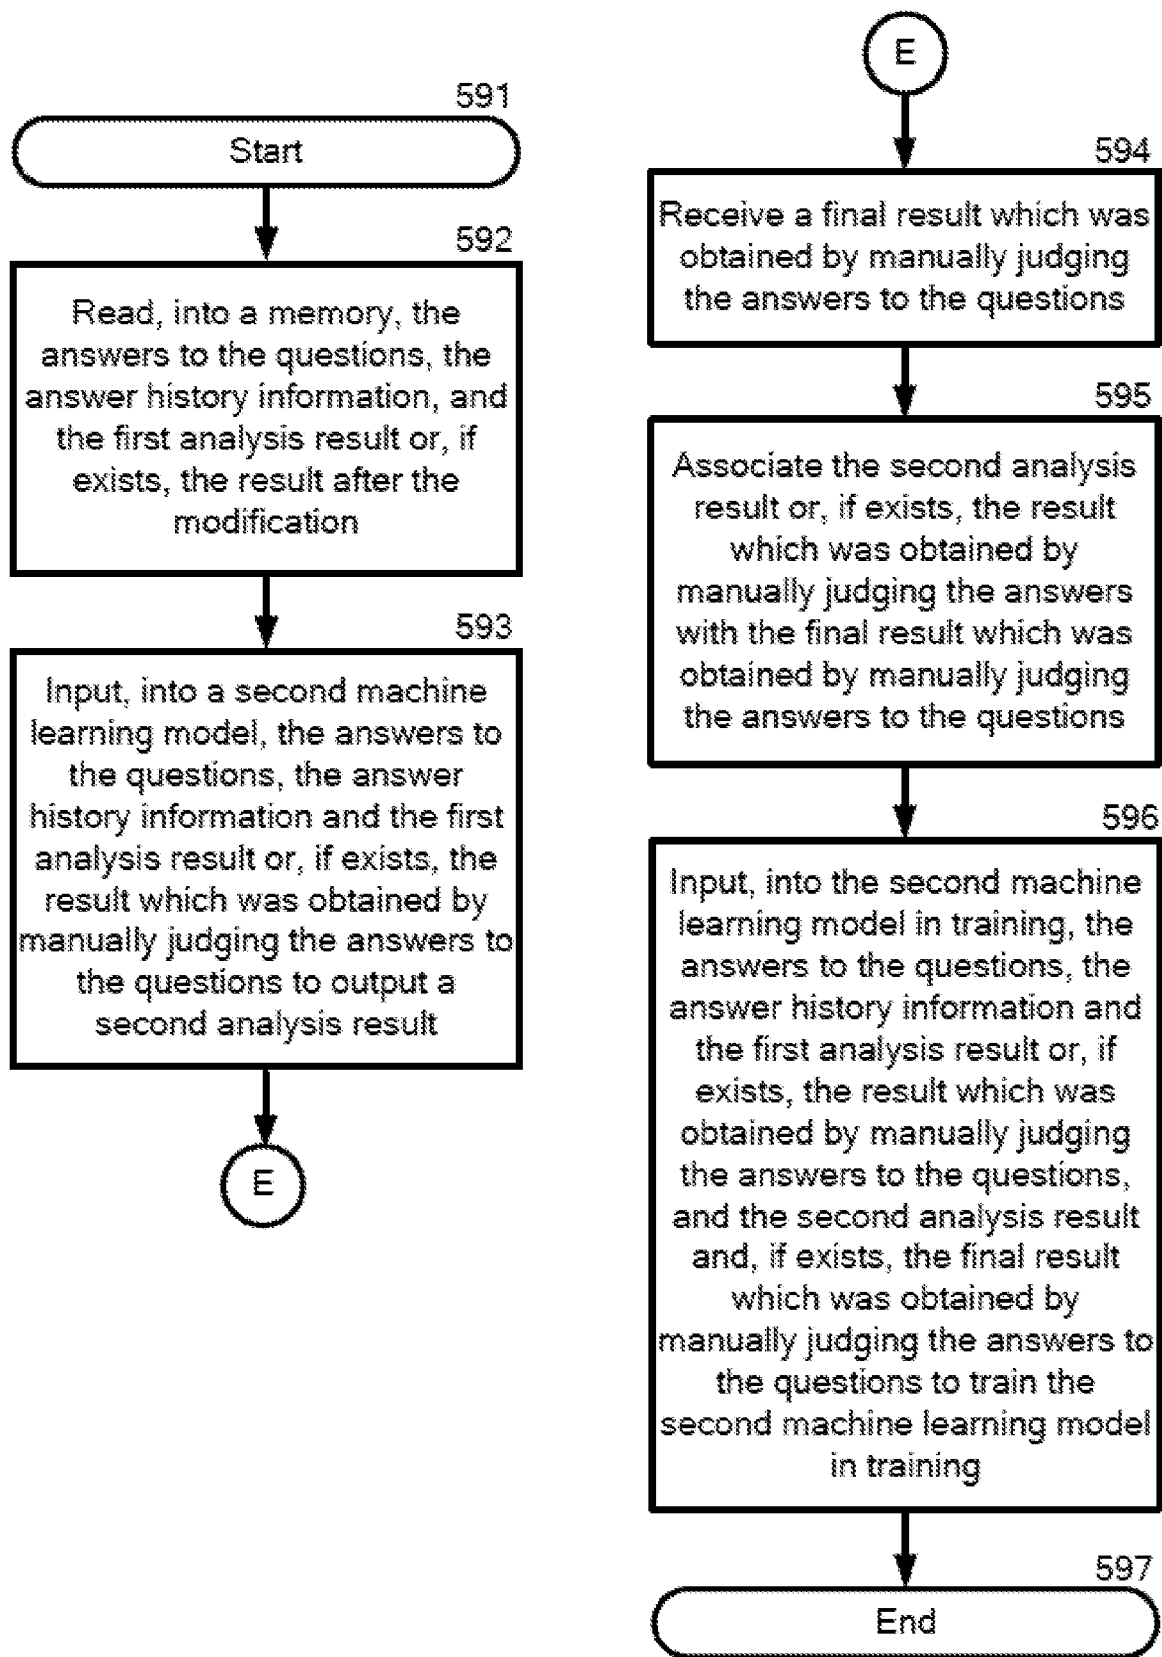 591
Start
592
Read, into a memory, the
answers to the questions, the
answer history information, and
the first analysis result or, if
exists, the result after the
modification
593
Input, into a second machine
learning model, the answers to
the questions, the answer
history information and the first
analysis result or, if exists, the
result which was obtained by
manually judging the answers to
the questions to output a
second analysis result
E
E
594
Receive a final result which was
obtained by manually judging
the answers to the questions
595
Associate the second analysis
result or, if exists, the result
which was obtained by
manually judging the answers
with the final result which was
obtained by manually judging
the answers to the questions
596
Input, into the second machine
learning model in training, the
answers to the questions, the
answer history information and
the first analysis result or, if
exists, the result which was
obtained by manually judging
the answers to the questions,
and the second analysis result
and, if exists, the final result
which was obtained by
manually judging the answers to
the questions to train the
second machine learning model
in training
597
End